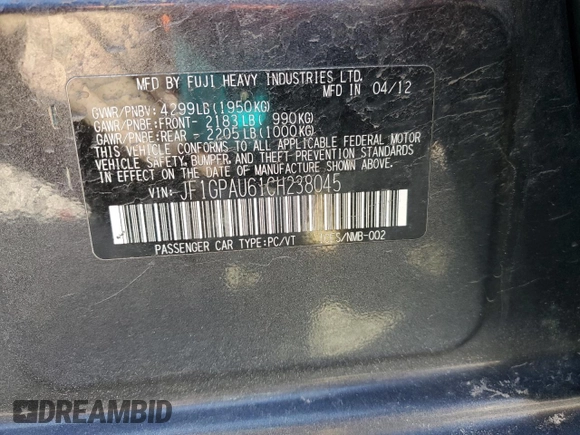 MFD BY FUJI HEAVY INDUSTRIES LTD.
MFD IN 04/12
GVWR/PNBV: 4299LB(1950KG)
GAWR/PNBE:FRONT- 2183LB( 990KG)
GAWR/PNBE:REAR - 2205LB(1000KG)
THIS VEHICLE CONFORMS TO ALL APPLICABLE FEDERAL MOTOR
VEHICLE SAFETY, BUMPER, AND THEFT-PREVENTION STANDARDS
IN EFFECT ON THE DATE OF MANUFACTURE SHOWN ABOVE.
VIN: JF1GPAU61CH238045
PASSENGER CAR TYPE:PC/VT
/NMB-002
DREAMBID